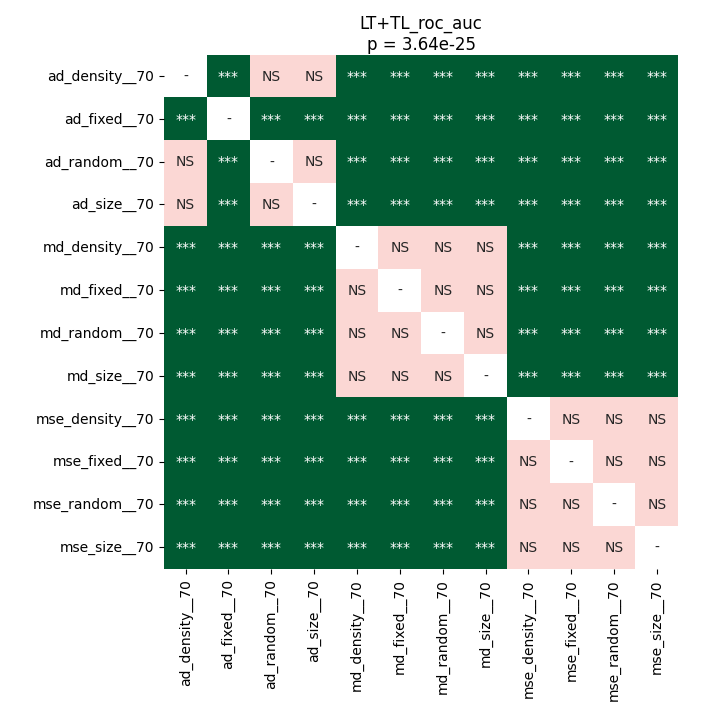 LT+TL_roc_auc
p = 3.64e-25
ad_density__70 - *** NS NS *** *** *** *** *** *** *** ***
ad_fixed__70 *** - *** *** *** *** *** *** *** *** *** ***
ad_random__70 NS *** - NS *** *** *** *** *** *** *** ***
ad_size__70 NS *** NS - *** *** *** *** *** *** *** ***
md_density__70 *** *** *** *** - NS NS NS *** *** *** ***
md_fixed__70 *** *** *** *** NS - NS NS *** *** *** ***
md_random__70 *** *** *** *** NS NS - NS *** *** *** ***
md_size__70 *** *** *** *** NS NS NS - *** *** *** ***
mse_density__70 *** *** *** *** *** *** *** *** - NS NS NS
mse_fixed__70 *** *** *** *** *** *** *** *** NS - NS NS
mse_random__70 *** *** *** *** *** *** *** *** NS NS - NS
mse_size__70 *** *** *** *** *** *** *** *** NS NS NS -
ad_density__70
ad_fixed__70
ad_random__70
ad_size__70
md_density__70
md_fixed__70
md_random__70
md_size__70
mse_density__70
mse_fixed__70
mse_random__70
mse_size__70